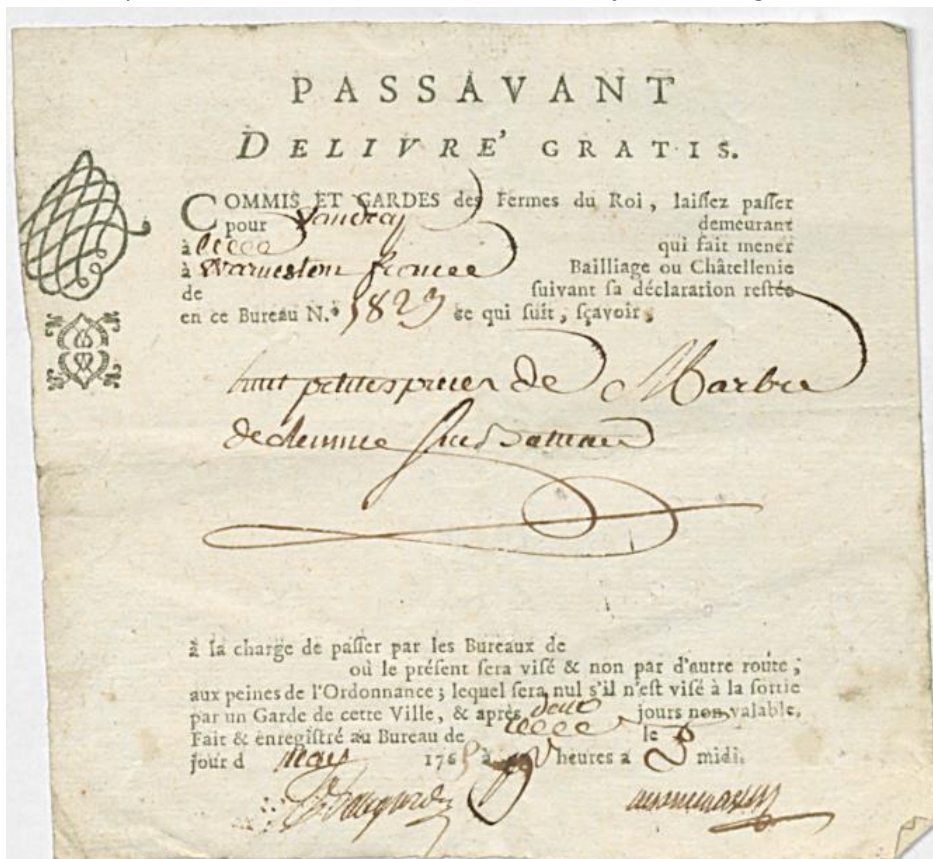 PASSAVANT
DELIVRE' GRATIS.
COMMIS ET GARDES des Fermes du Roi, laissez passer
pour demeurant
à qui fait mener
à Warneston france Bailliage ou Châtellenie
de suivant sa déclaration restée
en ce Bureau N.° 1823 ce qui suit, sçavoir,
huit petites pieces de Marbre
à la charge de passer par les Bureaux de
où le présent sera visé & non par d'autre route,
aux peines de l'Ordonnance; lequel sera nul s'il n'est visé à la sortie
par un Garde de cette Ville, & après deux jours non valable.
Fait & enregistré au Bureau de le
jour d 176 à heures a midi.